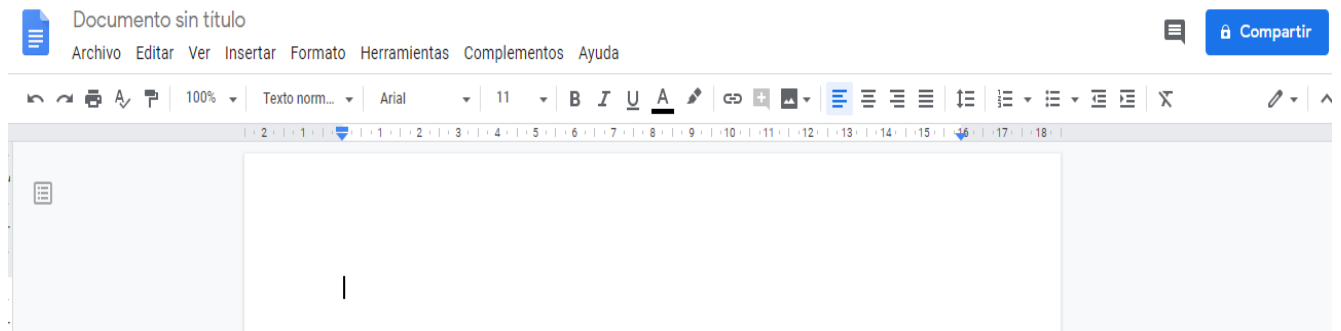 Documento sin título
Archivo Editar Ver Insertar Formato Herramientas Complementos Ayuda
Compartir
100% Texto norm... Arial 11 B I U A
2 1 1 2 3 4 5 6 7 8 9 10 11 12 13 14 15 16 17 18